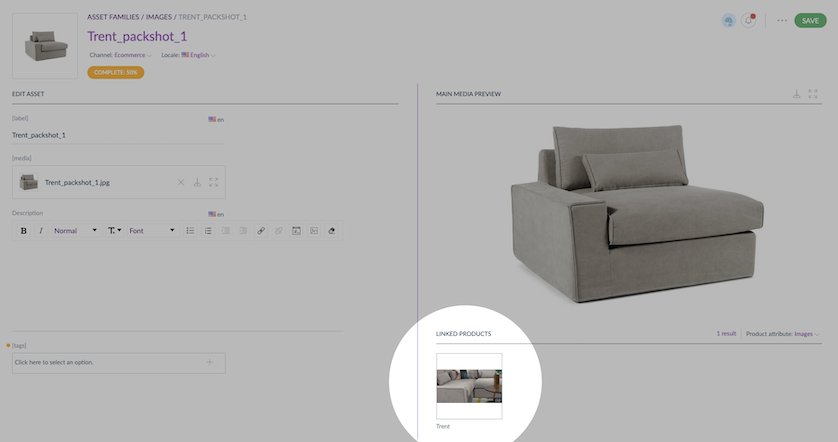 ASSET FAMILIES / IMAGES / TRENT_PACKSHOT_1
Trent_packshot_1
Channel: Ecommerce Locale: English
COMPLETE: 50%
SAVE
EDIT ASSET
[label]
en
Trent_packshot_1
[media]
Trent_packshot_1.jpg
Description
en
B I Normal T Font
[tags]
Click here to select an option.
MAIN MEDIA PREVIEW
LINKED PRODUCTS
1 result Product attribute: Images
Trent